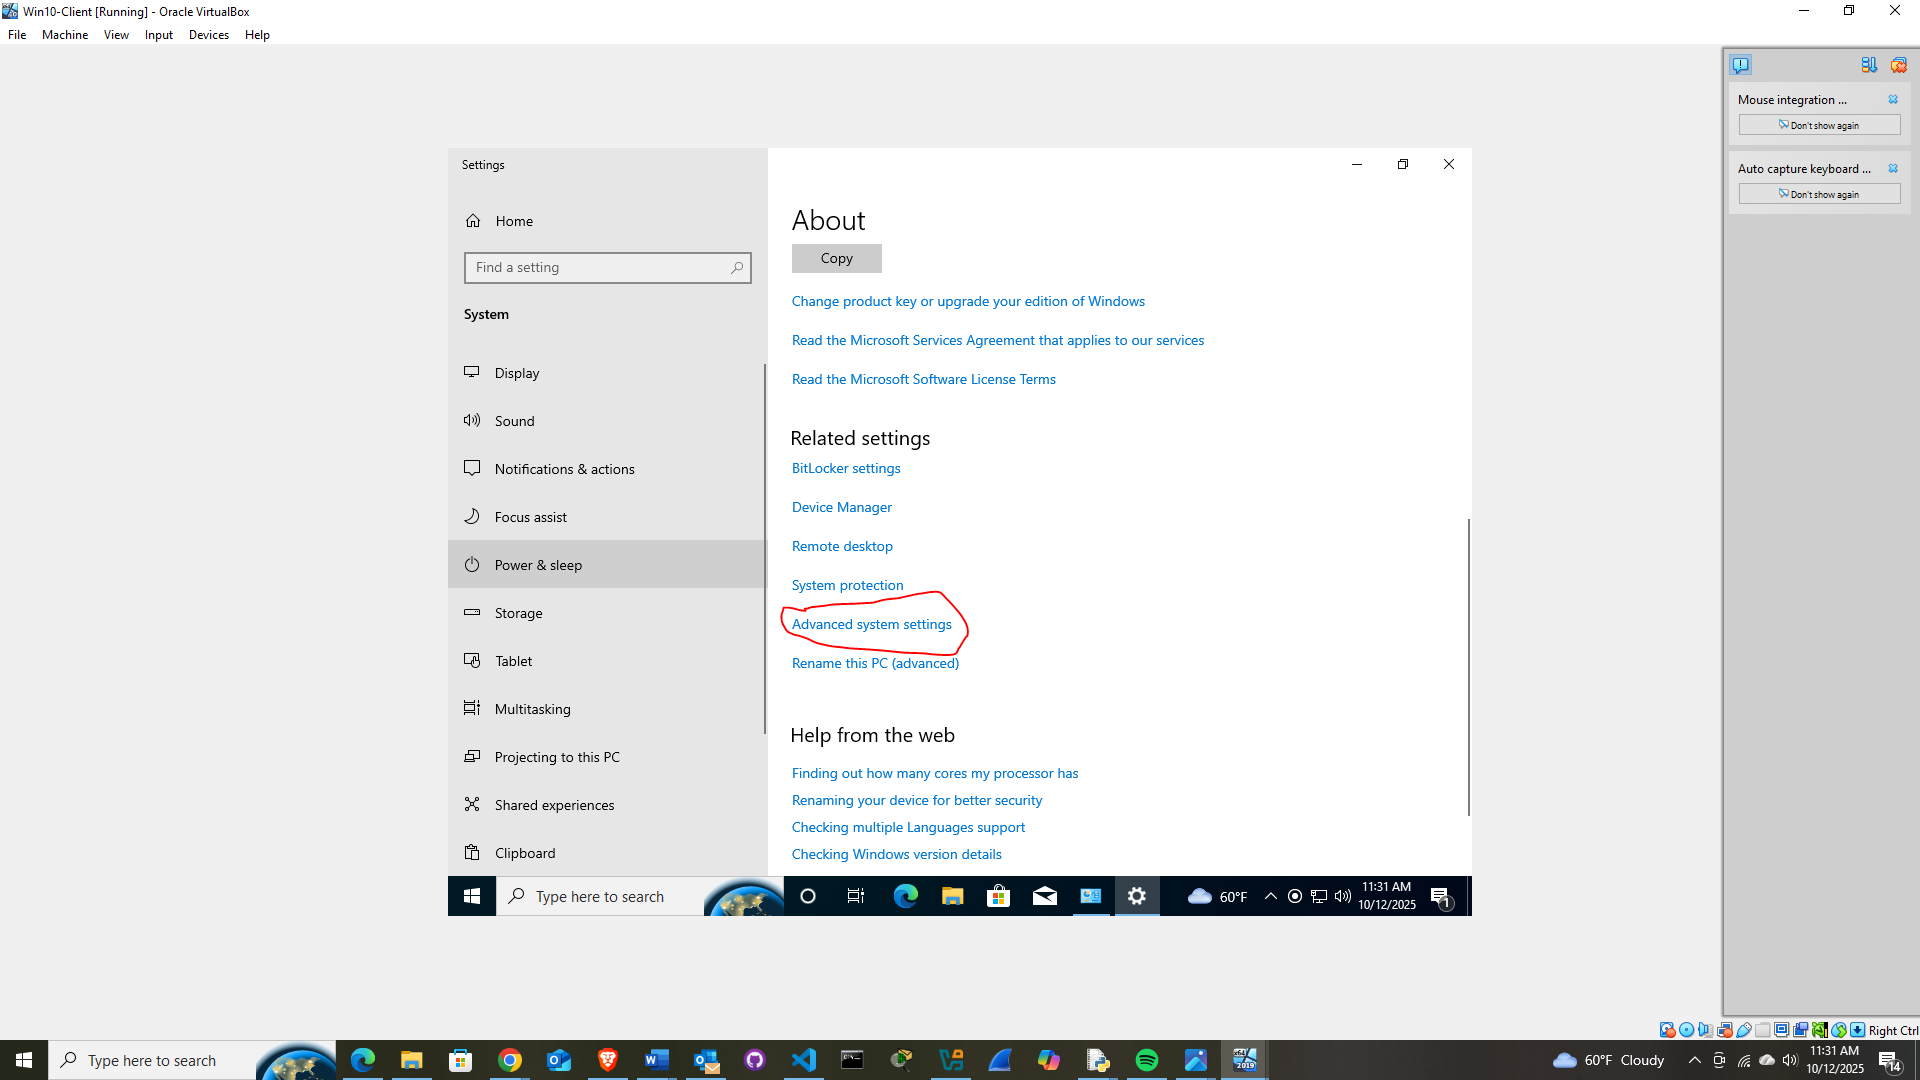 Win10-Client [Running] - Oracle VirtualBox
File Machine View Input Devices Help
Mouse integration ...
Don't show again
Auto capture keyboard ...
Don't show again
Settings
Home
Find a setting
System
Display
Sound
Notifications & actions
Focus assist
Power & sleep
Storage
Tablet
Multitasking
Projecting to this PC
Shared experiences
Clipboard
About
Copy
Change product key or upgrade your edition of Windows
Read the Microsoft Services Agreement that applies to our services
Read the Microsoft Software License Terms
Related settings
BitLocker settings
Device Manager
Remote desktop
System protection
Advanced system settings
Rename this PC (advanced)
Help from the web
Finding out how many cores my processor has
Renaming your device for better security
Checking multiple Languages support
Checking Windows version details
Type here to search
60°F
11:31 AM
10/12/2025
1
Right Ctrl
Type here to search
x64
2019
60°F Cloudy
11:31 AM
10/12/2025
14